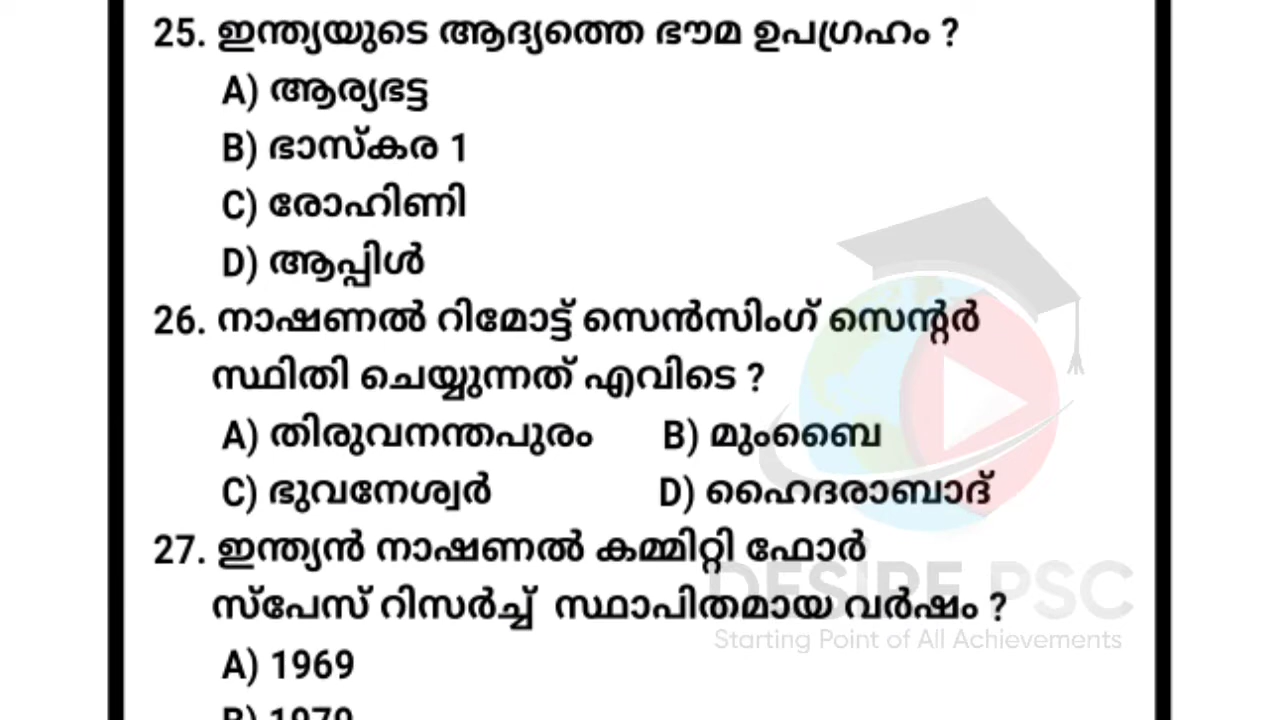 25. ഇന്ത്യയുടെ ആദ്യത്തെ ഭൗമ ഉപഗ്രഹം ?
A) ആര്യഭട്ട
B) ഭാസ്കര 1
C) രോഹിണി
D) ആപ്പിൾ
26. നാഷണൽ റിമോട്ട് സെൻസിംഗ് സെന്റർ
സ്ഥിതി ചെയ്യുന്നത് എവിടെ ?
A) തിരുവനന്തപുരം B) മുംബൈ
C) ഭുവനേശ്വർ D) ഹൈദരാബാദ്
27. ഇന്ത്യൻ നാഷണൽ കമ്മിറ്റി ഫോർ
സ്പേസ് റിസർച്ച് സ്ഥാപിതമായ വർഷം ?
DESIRE PSC
Starting Point of All Achievements
A) 1969
B) 1979